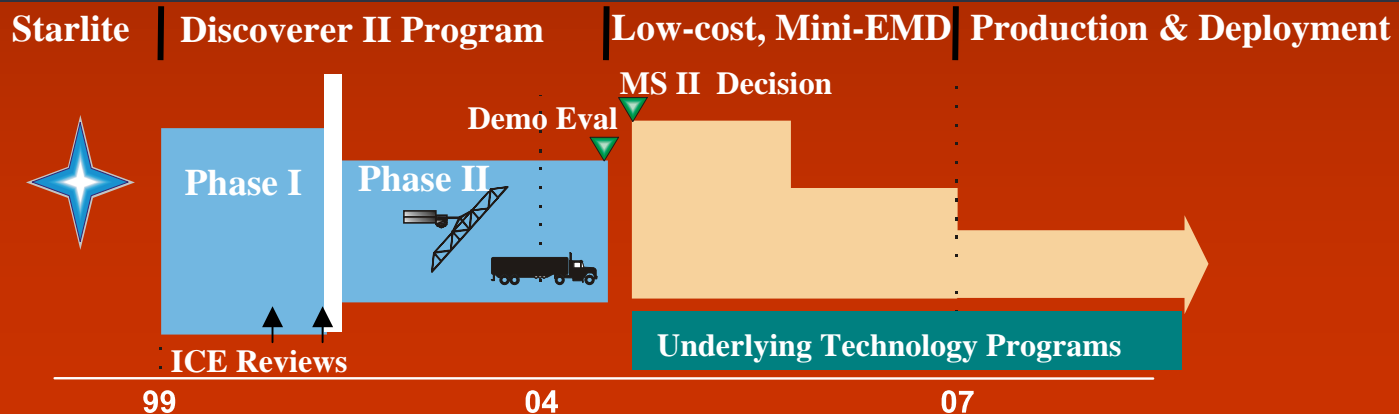 Starlite
Discoverer II Program
Low-cost, Mini-EMD
Production & Deployment
MS II Decision
Demo Eval
Phase I
Phase II
ICE Reviews
Underlying Technology Programs
99
04
07